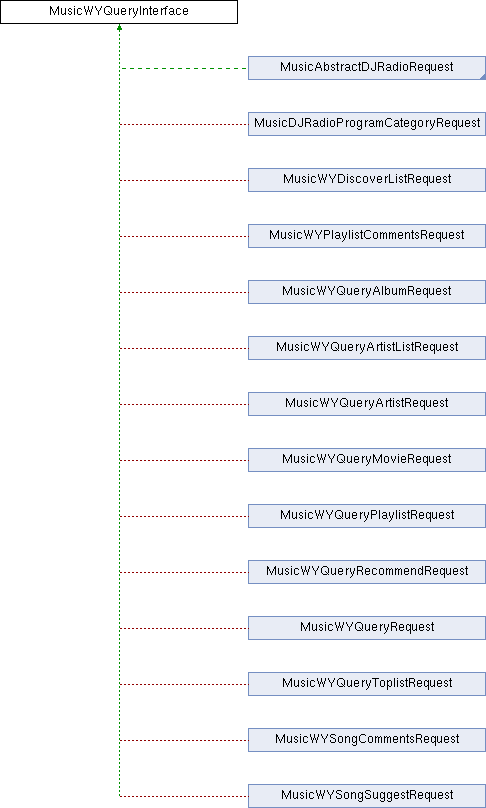 MusicWYQueryInterface
MusicAbstractDJRadioRequest
MusicDJRadioProgramCategoryRequest
MusicWYDiscoverListRequest
MusicWYPlaylistCommentsRequest
MusicWYQueryAlbumRequest
MusicWYQueryArtistListRequest
MusicWYQueryArtistRequest
MusicWYQueryMovieRequest
MusicWYQueryPlaylistRequest
MusicWYQueryRecommendRequest
MusicWYQueryRequest
MusicWYQueryToplistRequest
MusicWYSongCommentsRequest
MusicWYSongSuggestRequest